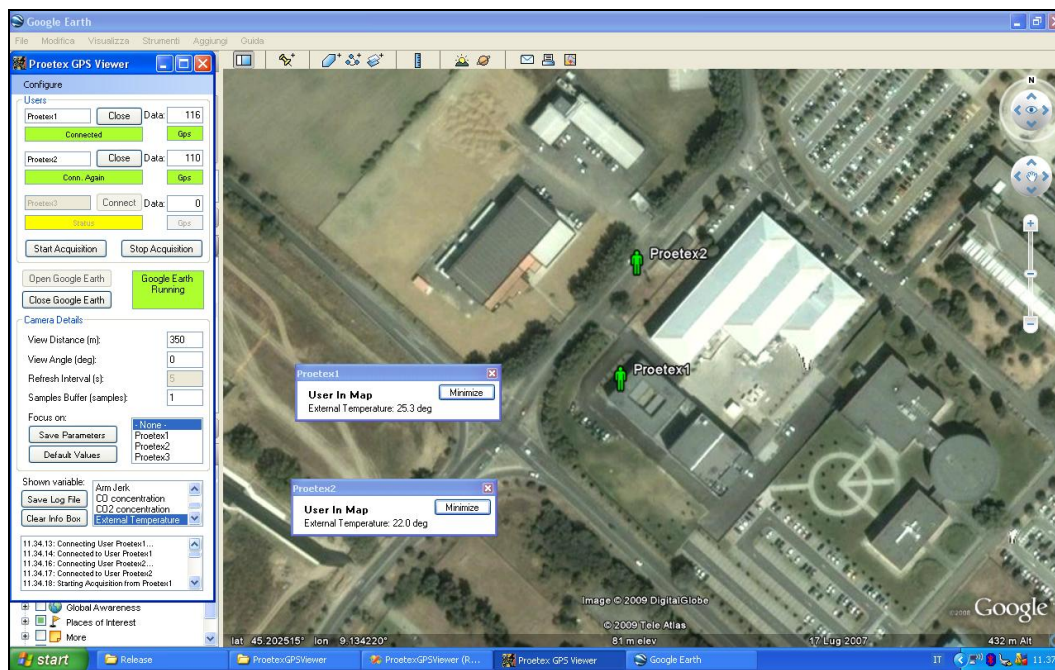 Google Earth
File Modifica Visualizza Strumenti Aggiungi Guida
Proetex GPS Viewer
Configure
Users
Proetex1 Close Data: 116
Connected Gps
Proetex2 Close Data: 110
Conn. Again Gps
Proetex3 Connect Data: 0
Status Gps
Start Acquisition Stop Acquisition
Open Google Earth
Close Google Earth
Google Earth
Running
Camera Details
View Distance (m): 350
View Angle (deg): 0
Refresh Interval (s): 5
Samples Buffer (samples): 1
Focus on:
Save Parameters
Default Values
- None -
Proetex1
Proetex2
Proetex3
Shown variable:
Save Log File
Clear Info Box
Arm Jerk
CO concentration
CO2 concentration
External Temperature
11.34.13: Connecting User Proetex1...
11.34.14: Connected to User Proetex1
11.34.16: Connecting User Proetex2...
11.34.17: Connected to User Proetex2
11.34.18: Starting Acquisition from Proetex1
Global Awareness
Places of Interest
More
N
Proetex2
Proetex1
Proetex1
User In Map
Minimize
External Temperature: 25.3 deg
Proetex2
User In Map
Minimize
External Temperature: 22.0 deg
Image © 2009 DigitalGlobe
© 2009 Tele Atlas
Google
lat 45.202515° lon 9.134220° 81 m elev 17 Lug 2007 432 m Alt
start Release ProetexGPSViewer ProetexGPSViewer (R... Proetex GPS Viewer Google Earth IT 11.37